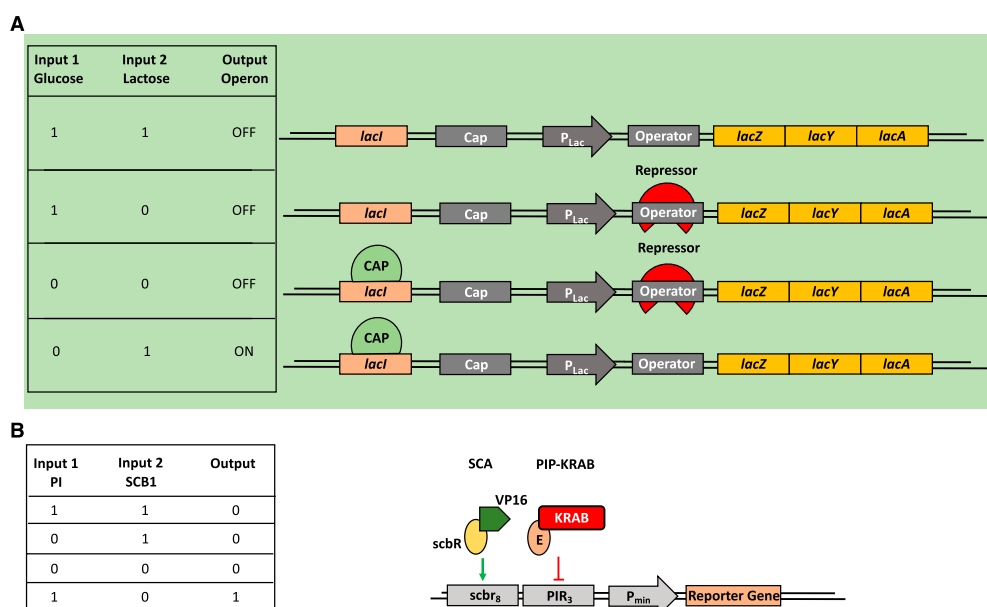 A
Input 1 Input 2 Output
Glucose Lactose Operon
1 1 OFF
lacI Cap PLac Operator lacZ lacY lacA
Repressor
1 0 OFF
lacI Cap PLac Operator lacZ lacY lacA
Repressor
CAP
0 0 OFF
lacI Cap PLac Operator lacZ lacY lacA
CAP
0 1 ON
lacI Cap PLac Operator lacZ lacY lacA
B
Input 1 Input 2 Output
PI SCB1
1 1 0
0 1 0
0 0 0
1 0 1
SCA PIP-KRAB
VP16
KRAB
scbR E
scbr8 PIR3 Pmin Reporter Gene